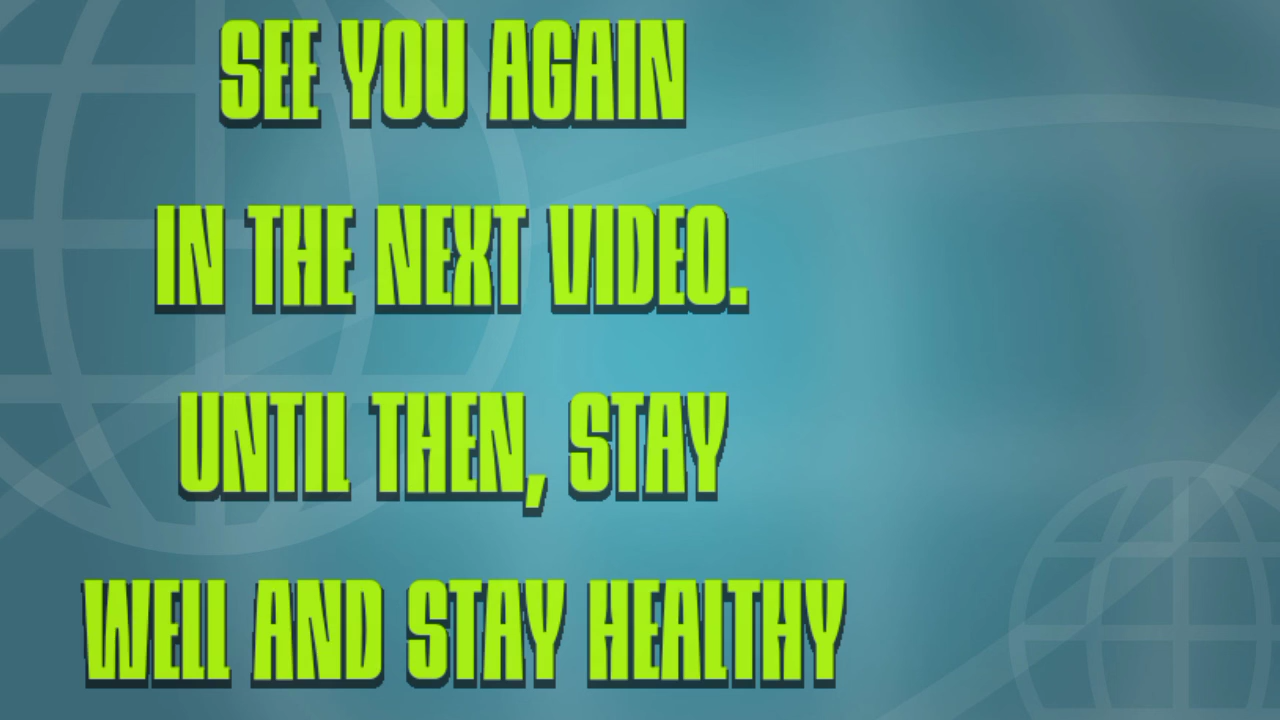 SEE YOU AGAIN
IN THE NEXT VIDEO.
UNTIL THEN, STAY
WELL AND STAY HEALTHY